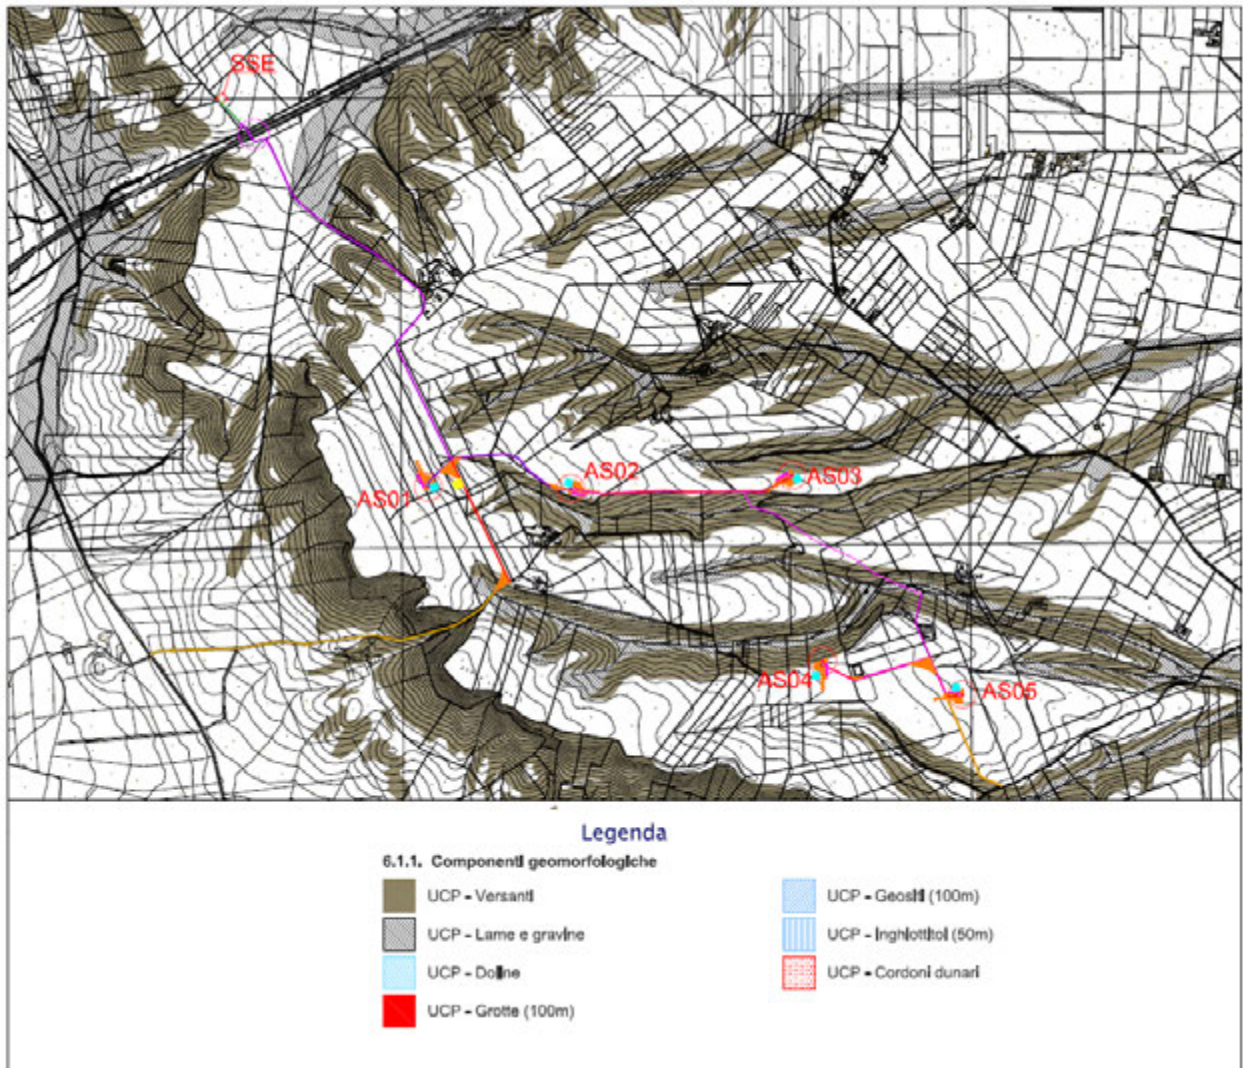 SSE
AS02
AS03
AS01
AS04
AS05
Legenda
6.1.1. Componenti geomorfologiche
UCP - Versanti
UCP - Lame e gravine
UCP - Doline
UCP - Grotte (100m)
UCP - Geositi (100m)
UCP - Inghiottitoi (50m)
UCP - Cordoni dunari